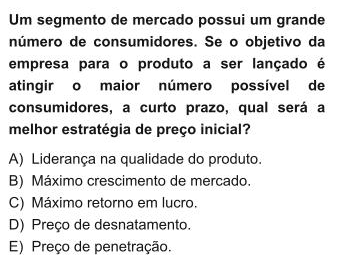 Um segmento de mercado possui um grande
número de consumidores. Se o objetivo da
empresa para o produto a ser lançado é
atingir o maior número possível de
consumidores, a curto prazo, qual será a
melhor estratégia de preço inicial?
A) Liderança na qualidade do produto.
B) Máximo crescimento de mercado.
C) Máximo retorno em lucro.
D) Preço de desnatamento.
E) Preço de penetração.